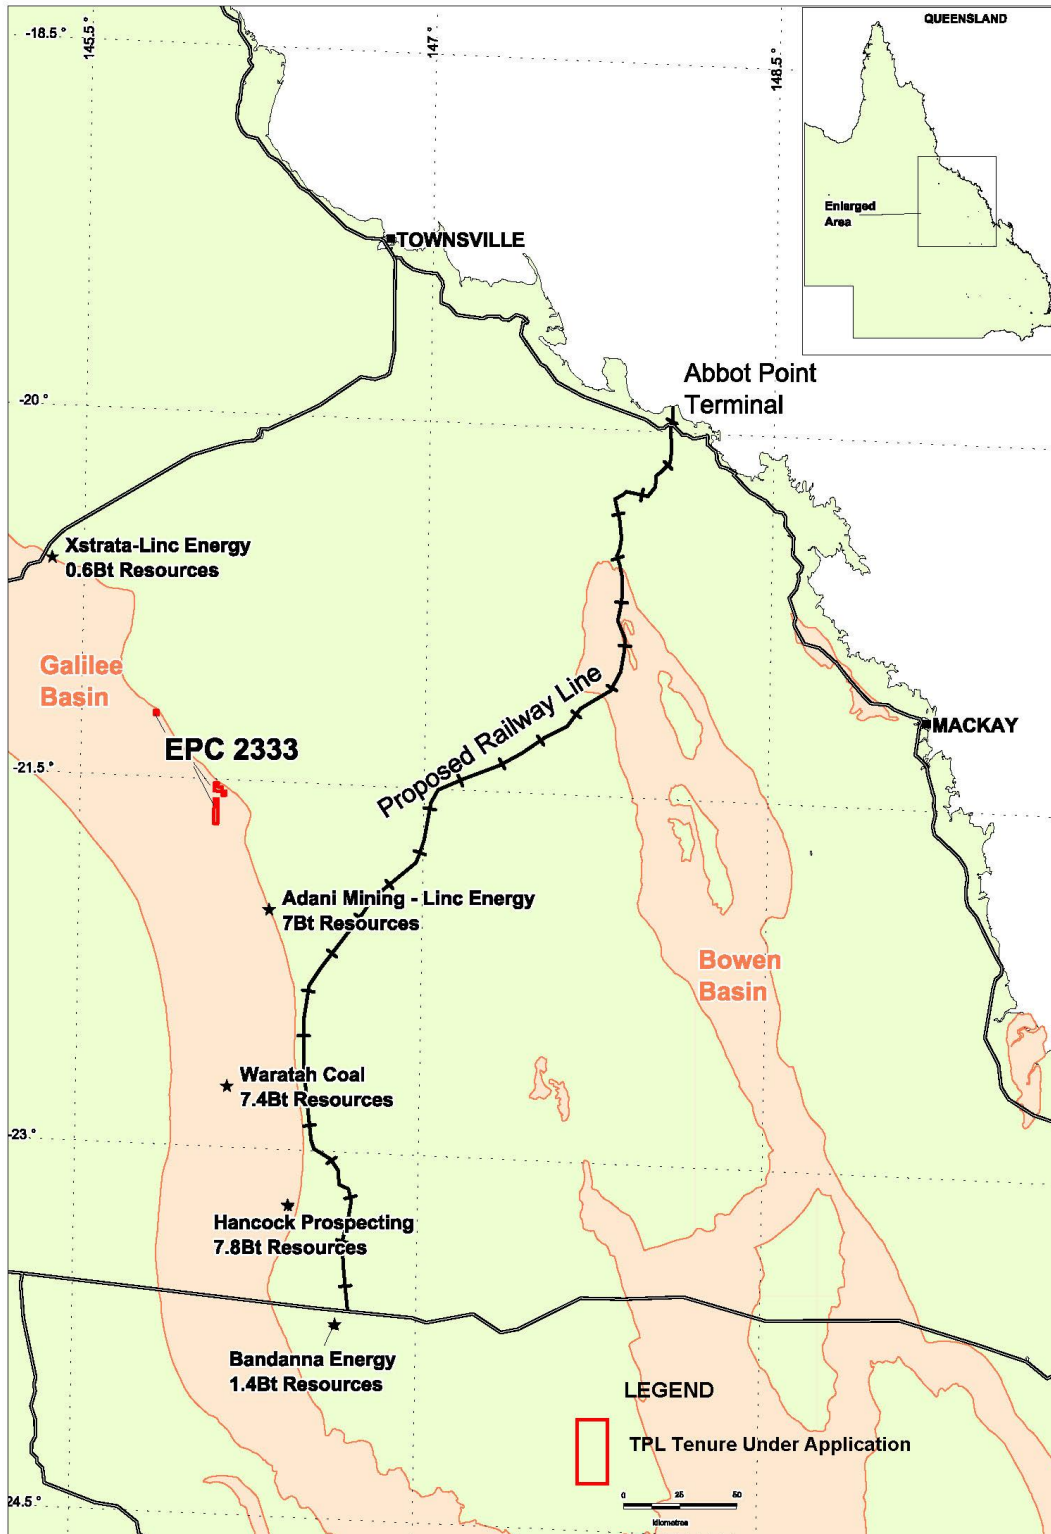 -18.5°
145.5°
147°
148.5°
QUEENSLAND
Enlarged
Area
TOWNSVILLE
Abbot Point
Terminal
-20°
Xstrata-Linc Energy
0.6Bt Resources
Galilee
Basin
EPC 2333
Proposed Railway Line
MACKAY
-21.5°
Adani Mining - Linc Energy
7Bt Resources
Bowen
Basin
Waratah Coal
7.4Bt Resources
-23.°
Hancock Prospecting
7.8Bt Resources
Bandanna Energy
1.4Bt Resources
LEGEND
TPL Tenure Under Application
24.5°
0 25 50
kilometres